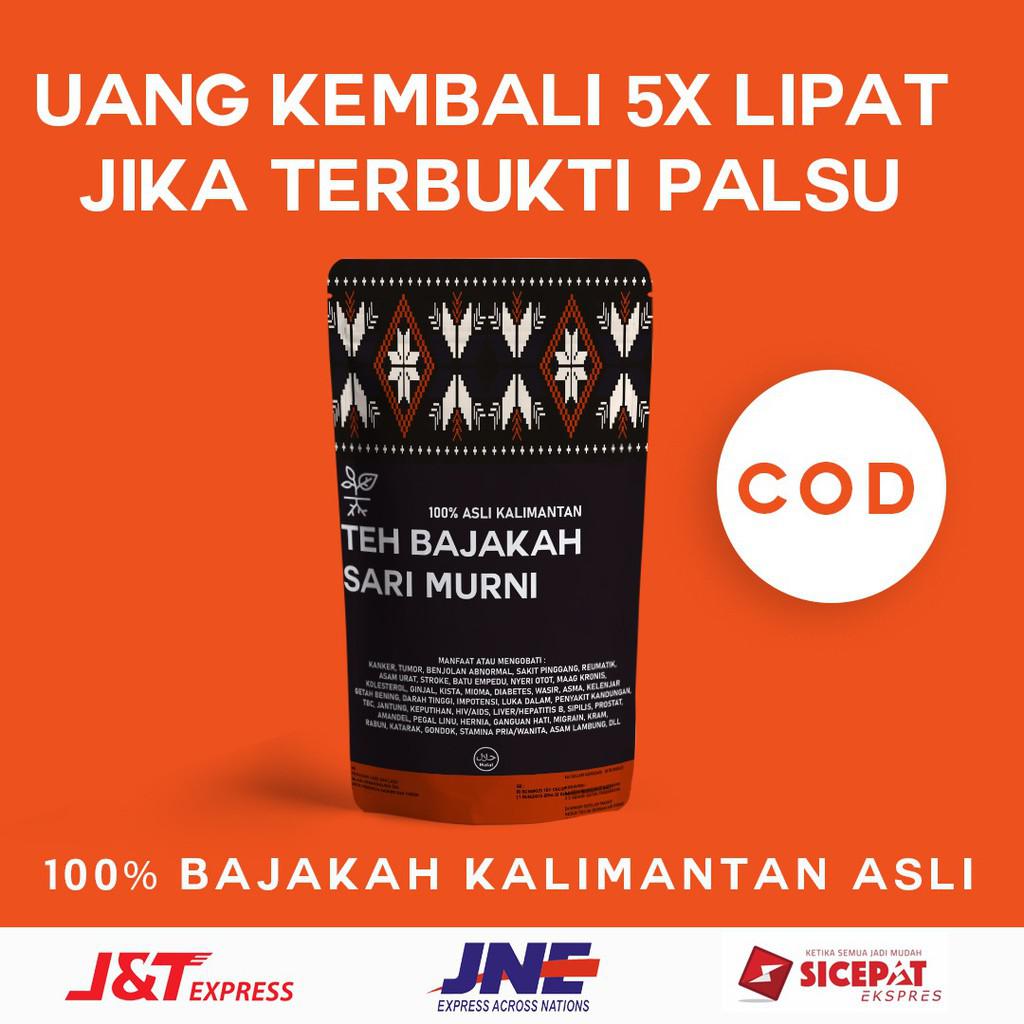 UANG KEMBALI 5X LIPAT
JIKA TERBUKTI PALSU
COD
100% ASLI KALIMANTAN
TEH BAJAKAH
SARI MURNI
MANFAAT ATAU MENGOBATI :
KANKER, TUMOR, BENJOLAN ABNORMAL, SAKIT PINGGANG, REUMATIK,
ASAM URAT, STROKE, BATU EMPEDU, NYERI OTOT, MAAG KRONIS,
KOLESTEROL, GINJAL, KISTA, MIOMA, DIABETES, WASIR, ASMA, KELENJAR
GETAH BENING, DARAH TINGGI, IMPOTENSI, LUKA DALAM, PENYAKIT KANDUNGAN,
TBC, JANTUNG, KEPUTIHAN, HIV/AIDS, LIVER/HEPATITIS B, SIPILIS, PROSTAT,
AMANDEL, PEGAL LINU, HERNIA, GANGUAN HATI, MIGRAIN, KRAM,
RABUN, KATARAK, GONDOK, STAMINA PRIA/WANITA, ASAM LAMBUNG, DLL
حلال
Halal
100% BAJAKAH KALIMANTAN ASLI
J&T EXPRESS
JNE
EXPRESS ACROSS NATIONS
KETIKA SEMUA JADI MUDAH
SICEPAT
EKSPRES